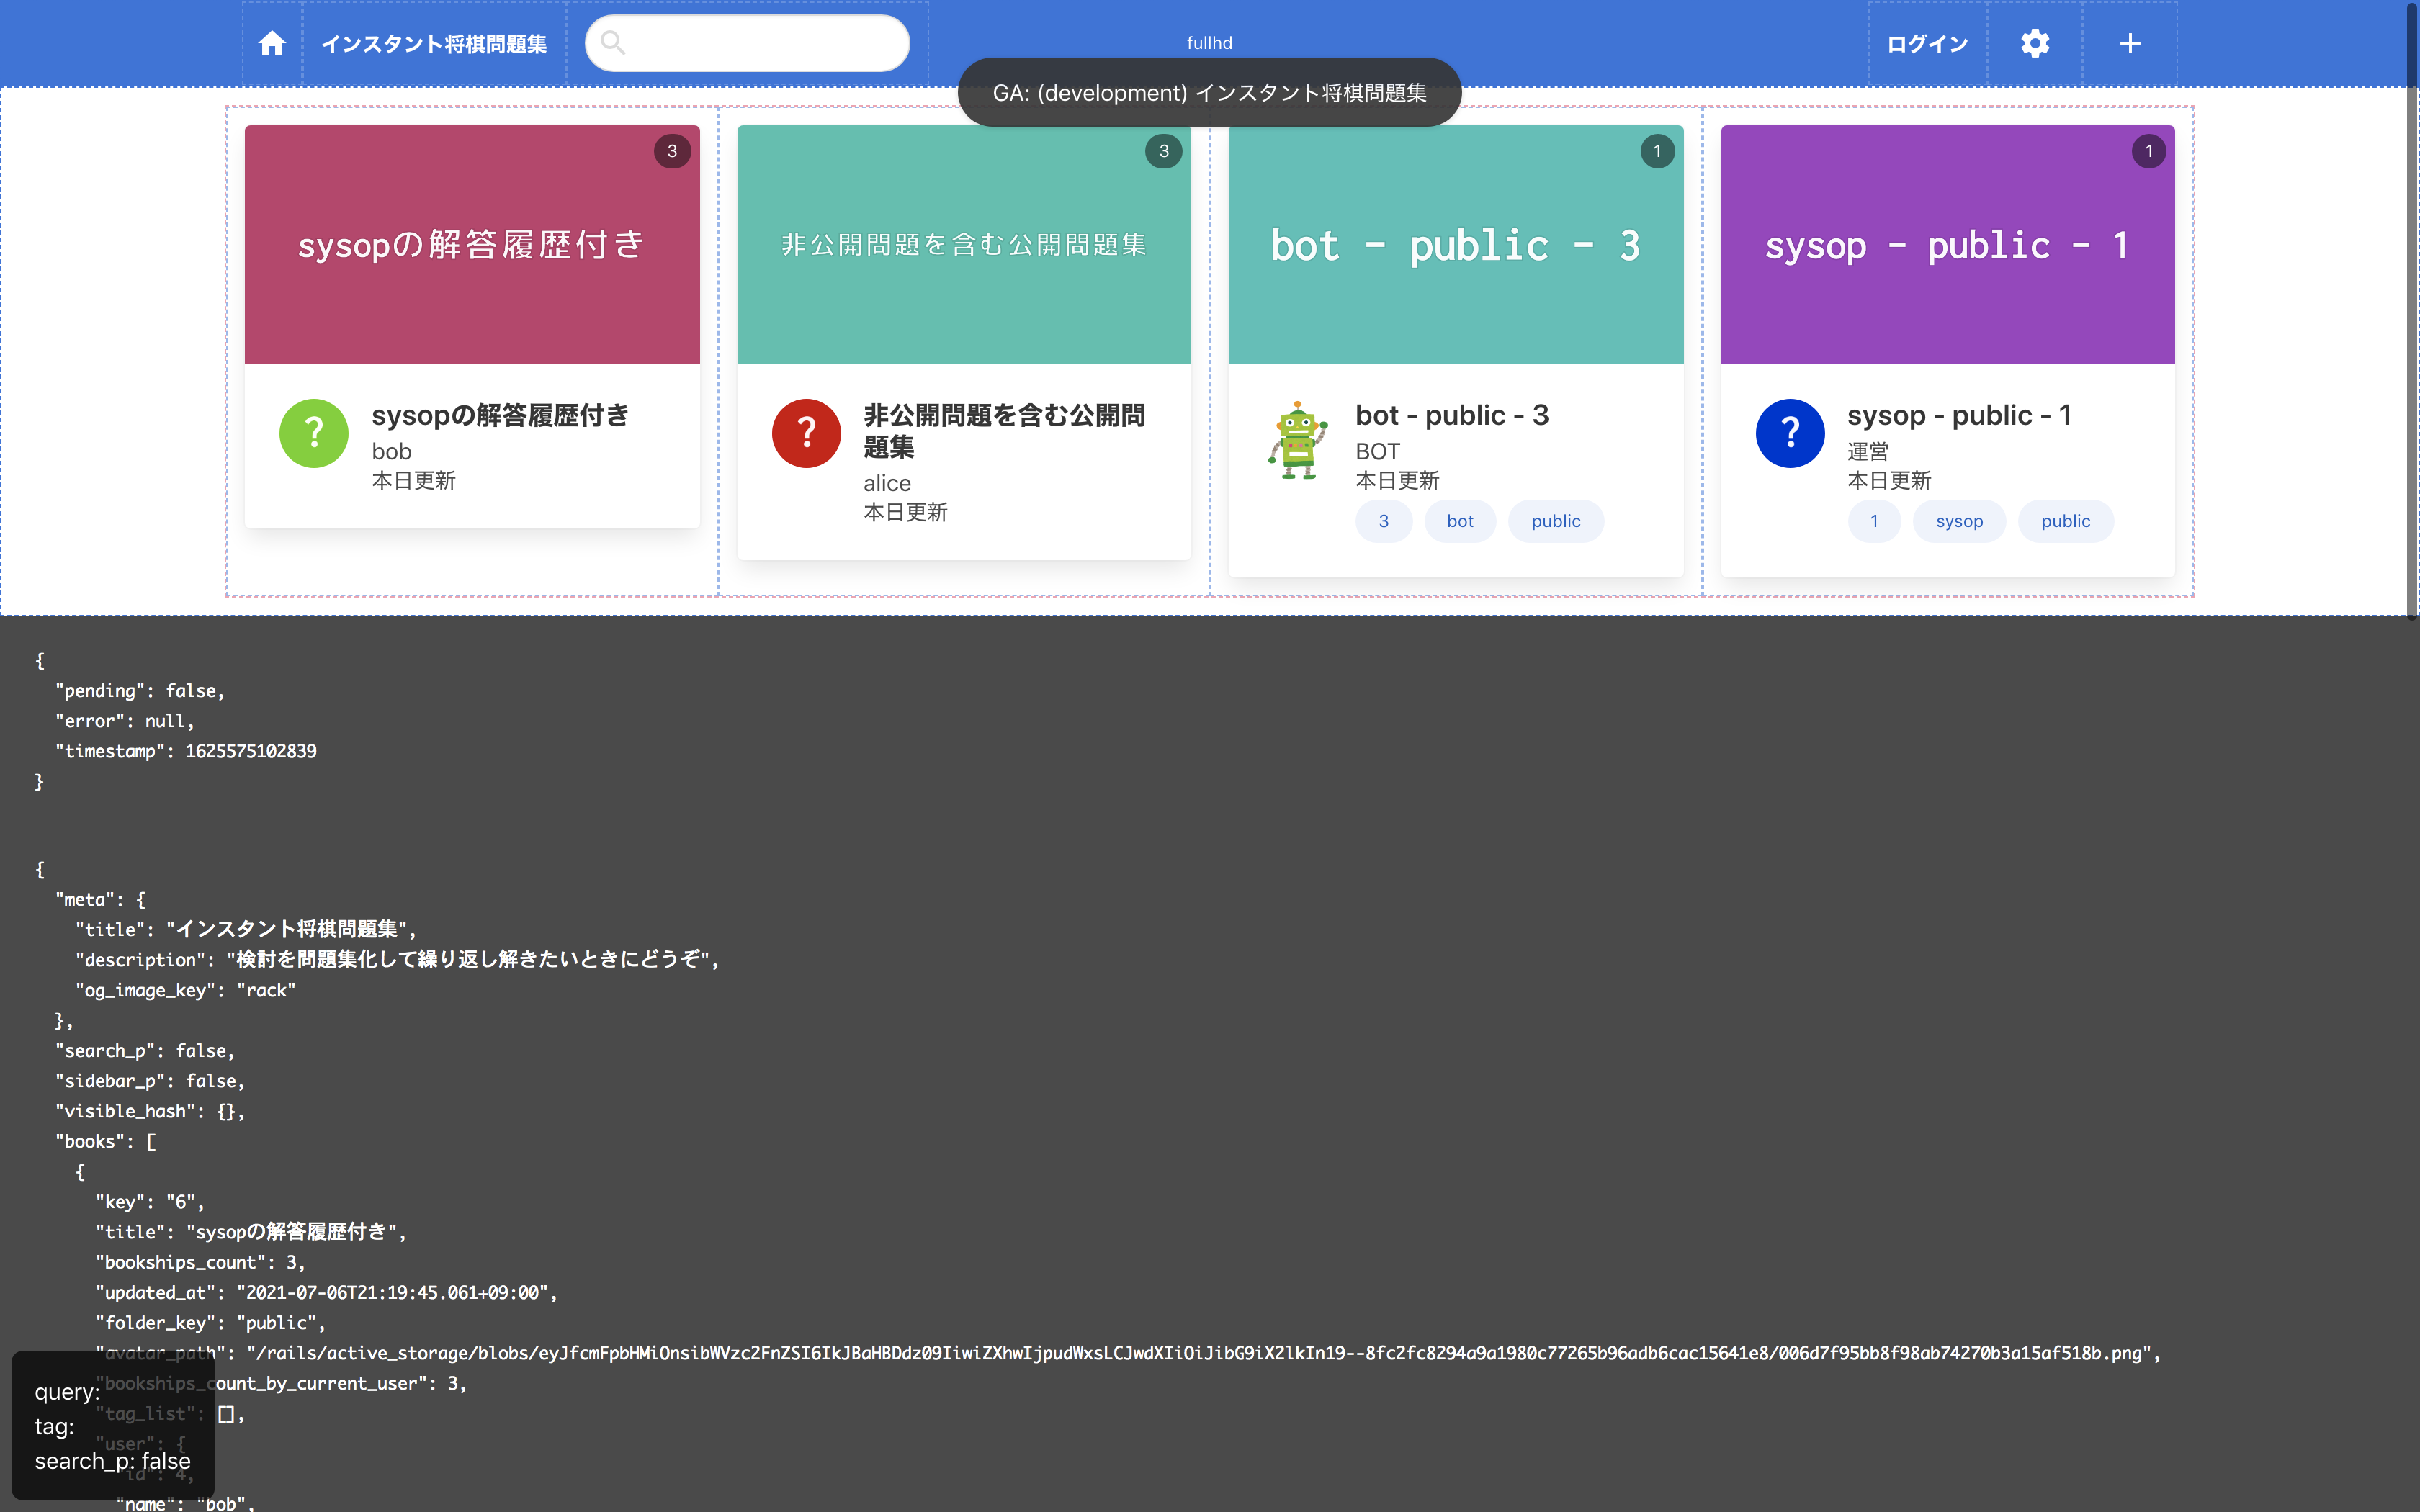 インスタント将棋問題集
fullhd
ログイン
GA: (development) インスタント将棋問題集
3
sysopの解答履歴付き
sysopの解答履歴付き
bob
本日更新
3
非公開問題を含む公開問題集
非公開問題を含む公開問
題集
alice
本日更新
1
bot - public - 3
bot - public - 3
BOT
本日更新
3 bot public
1
sysop - public - 1
sysop - public - 1
運営
本日更新
1 sysop public
{
"pending": false,
"error": null,
"timestamp": 1625575102839
}
{
"meta": {
"title": "インスタント将棋問題集",
"description": "検討を問題集化して繰り返し解きたいときにどうぞ",
"og_image_key": "rack"
},
"search_p": false,
"sidebar_p": false,
"visible_hash": {},
"books": [
{
"key": "6",
"title": "sysopの解答履歴付き",
"bookships_count": 3,
"updated_at": "2021-07-06T21:19:45.061+09:00",
"folder_key": "public",
"avatar_path": "/rails/active_storage/blobs/eyJfcmFpbHMiOnsibWVzc2FnZSI6IkJBaHBDdz09IiwiZXhwIjpudWxsLCJwdXIiOiJibG9iX2lkIn19--8fc2fc8294a9a1980c77265b96adb6cac15641e8/006d7f95bb8f98ab74270b3a15af518b.png",
"bookships_count_by_current_user": 3,
"tag_list": [],
"user": {
"id": 4,
"name": "bob",
query:
tag:
search_p: false